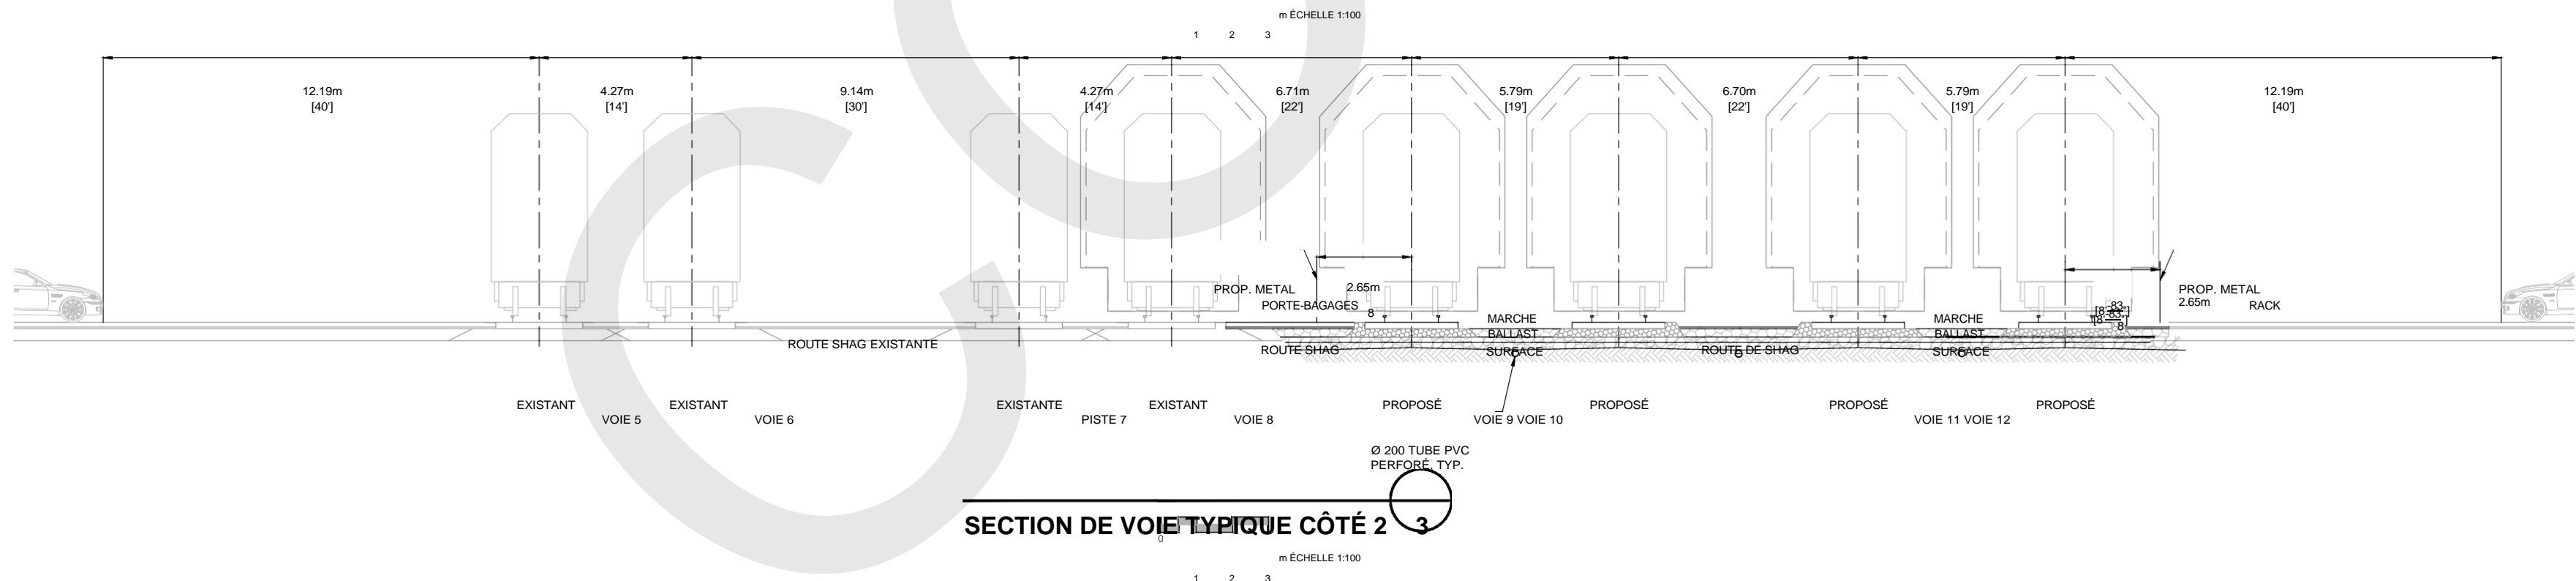 m ÉCHELLE 1:100
1 2 3
12.19m 4.27m 9.14m 4.27m 6.71m 5.79m 6.70m 5.79m 12.19m
[40'] [14'] [30'] [14'] [22'] [19'] [22'] [19'] [40']
PROP. METAL 2.65m
PORTE-BAGAGES
8
PROP. METAL
2.65m RACK
MARCHE MARCHE
BALLAST BALLAST
ROUTE SHAG EXISTANTE
ROUTE SHAG SURFACE ROUTE DE SHAG SURFACE
EXISTANT EXISTANT EXISTANTE EXISTANT PROPOSÉ PROPOSÉ PROPOSÉ PROPOSÉ
VOIE 5 VOIE 6 PISTE 7 VOIE 8 VOIE 9 VOIE 10 VOIE 11 VOIE 12
Ø 200 TUBE PVC
PERFORÉ, TYP.
SECTION DE VOIE TYPIQUE CÔTÉ 2 3
0
m ÉCHELLE 1:100
1 2 3